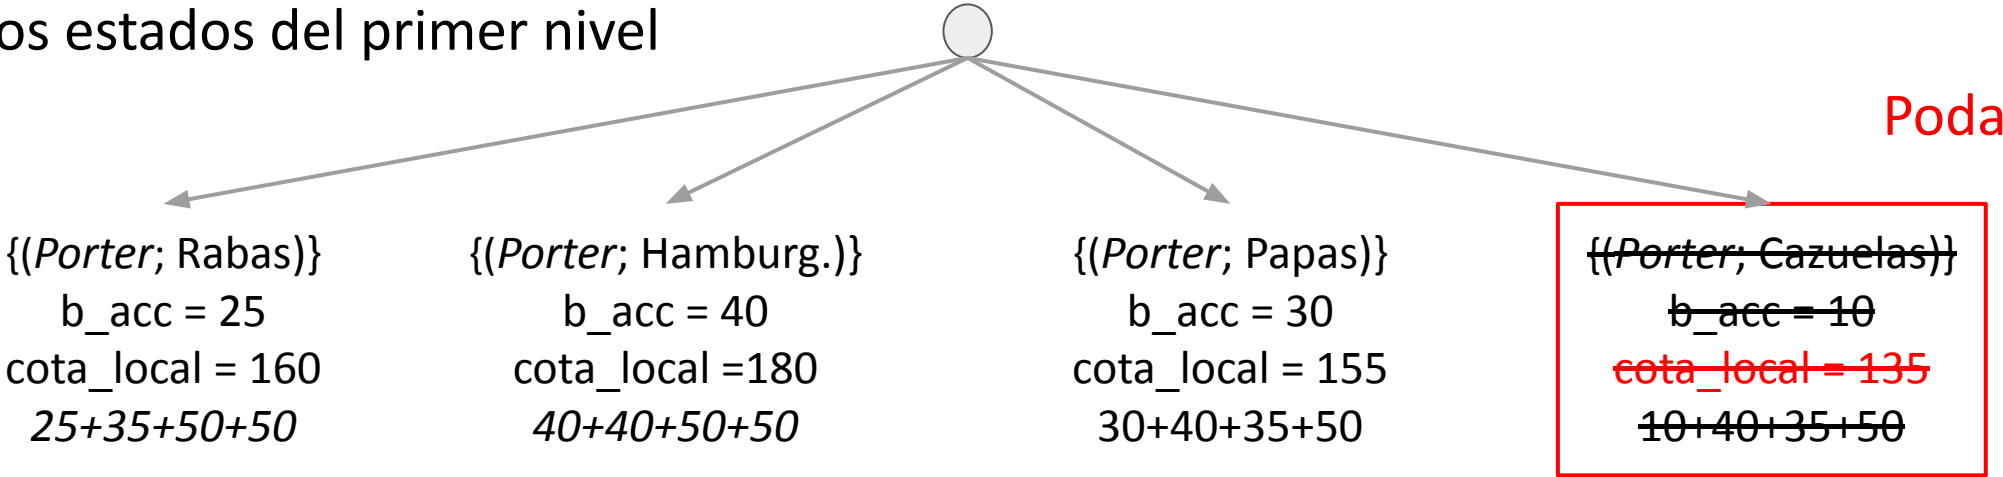 os estados del primer nivel
Poda
{(Porter; Rabas)}
b_acc = 25
cota_local = 160
25+35+50+50
{(Porter; Hamburg.)}
b_acc = 40
cota_local =180
40+40+50+50
{(Porter; Papas)}
b_acc = 30
cota_local = 155
30+40+35+50
{(Porter; Cazuelas)}
b_acc = 10
cota_local = 135
10+40+35+50